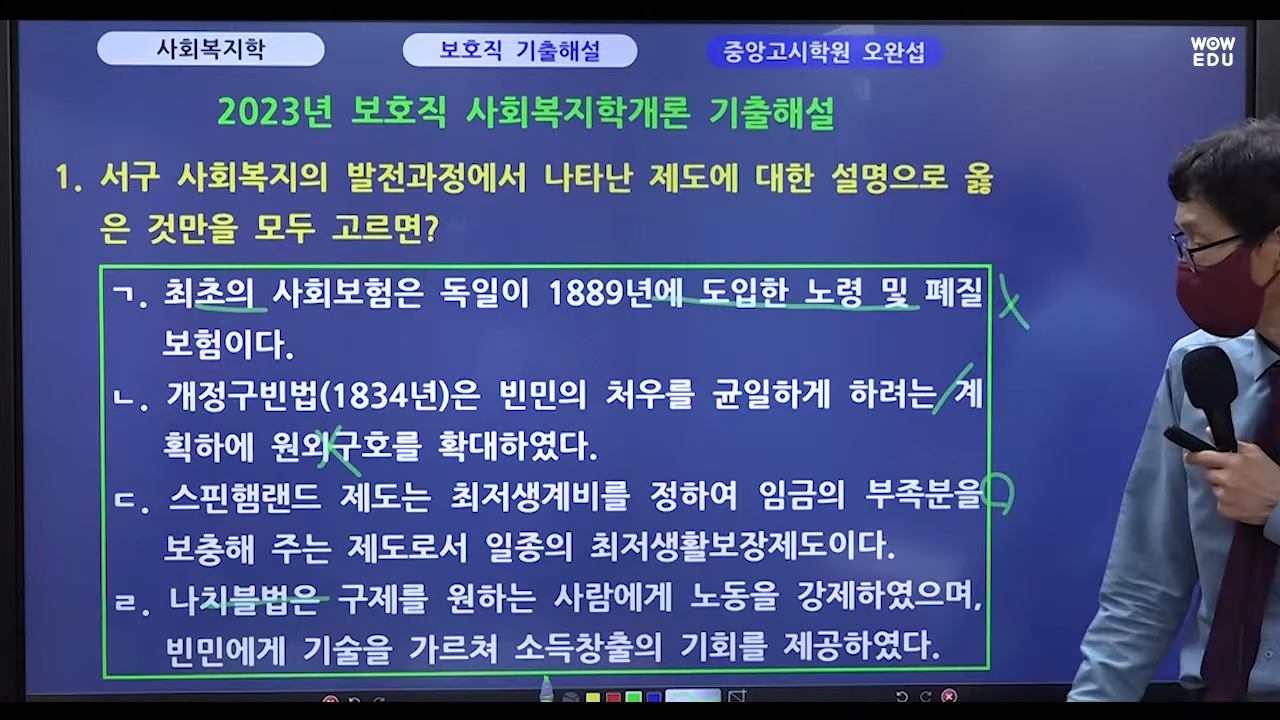 사회복지학
보호직 기출해설
중앙고시학원 오완섭
WOW
EDU
2023년 보호직 사회복지학개론 기출해설
1. 서구 사회복지의 발전과정에서 나타난 제도에 대한 설명으로 옳
은 것만을 모두 고르면?
ㄱ. 최초의 사회보험은 독일이 1889년에 도입한 노령 및 폐질
보험이다.
ㄴ. 개정구빈법(1834년)은 빈민의 처우를 균일하게 하려는 계
획하에 원외구호를 확대하였다.
ㄷ. 스핀햄랜드 제도는 최저생계비를 정하여 임금의 부족분을
보충해 주는 제도로서 일종의 최저생활보장제도이다.
ㄹ. 나치블법은 구제를 원하는 사람에게 노동을 강제하였으며,
빈민에게 기술을 가르쳐 소득창출의 기회를 제공하였다.